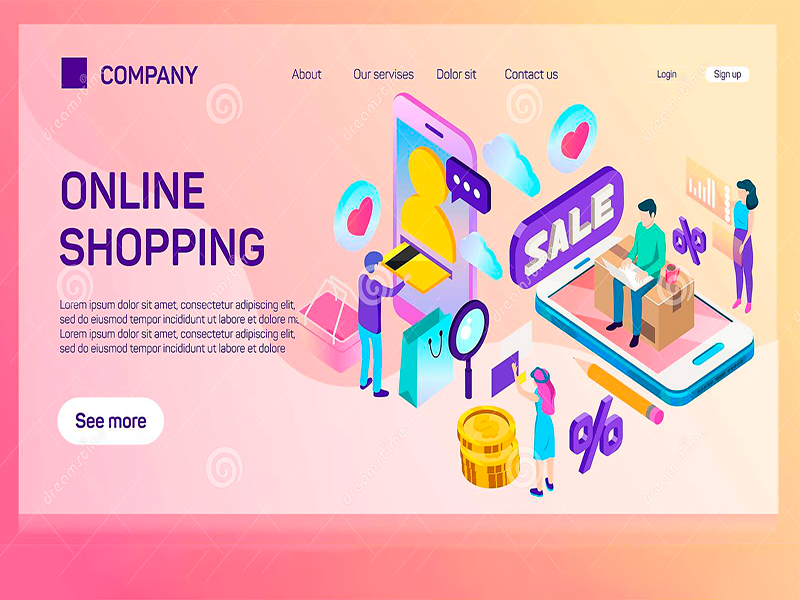 COMPANY
About Our servises Dolor sit Contact us Login Sign up
ONLINE
SHOPPING
SALE
%
Lorem ipsum dolor sit amet, consectetur adipiscing elit,
sed do eiusmod tempor incididunt ut labore et dolore m
Lorem ipsum dolor sit amet, consectetur adipiscing elit,
sed do eiusmod tempor incididunt ut labore et dolore
See more
%
dreamstime